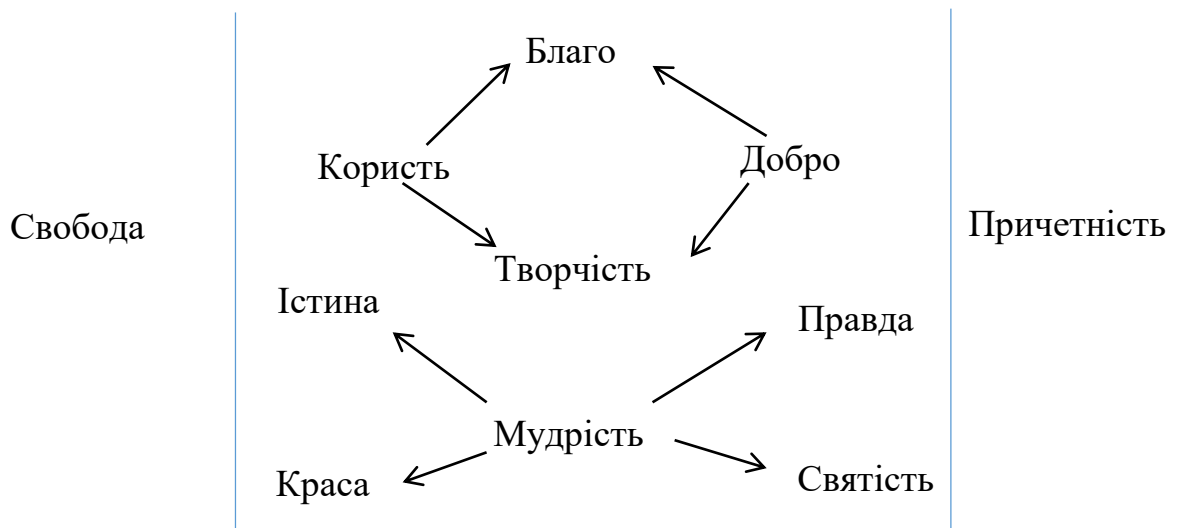 Благо
Користь
Добро
Свобода
Причетність
Творчість
Істина
Правда
Мудрість
Краса
Святість